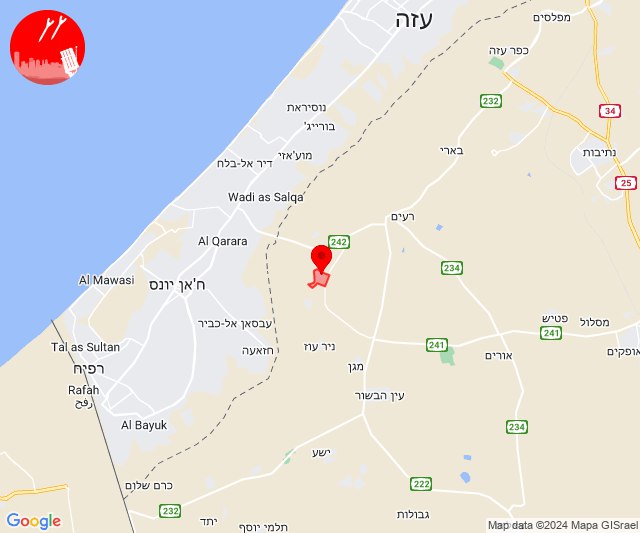 עזה
מפלסים
כפר עזה
232
34
נוסיראת
בורייג'
נתיבות
בארי
מוע'אזי
דיר אל-בלח
25
Wadi as Salqa
רעים
Al Qarara
242
234
Al Mawasi
ח'אן יונס
עבסאן אל-כביר
פטיש
מסלול
241
Tal as Sultan
חזאעה
ניר עוז
241
אורים
אופקים
רפיח
מגן
Rafah
رفح
עין הבשור
Al Bayuk
234
ישע
כרם שלום
222
232
יתד
תלמי יוסף
גבולות
Google
Map data ©2024 Mapa GISrael